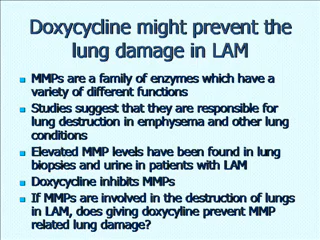 Doxycycline might prevent the
lung damage in LAM
MMPs are a family of enzymes which have a
variety of different functions
Studies suggest that they are responsible for
lung destruction in emphysema and other lung
conditions
Elevated MMP levels have been found in lung
biopsies and urine in patients with LAM
Doxycycline inhibits MMPs
If MMPs are involved in the destruction of lungs
in LAM, does giving doxycyline prevent MMP
related lung damage?